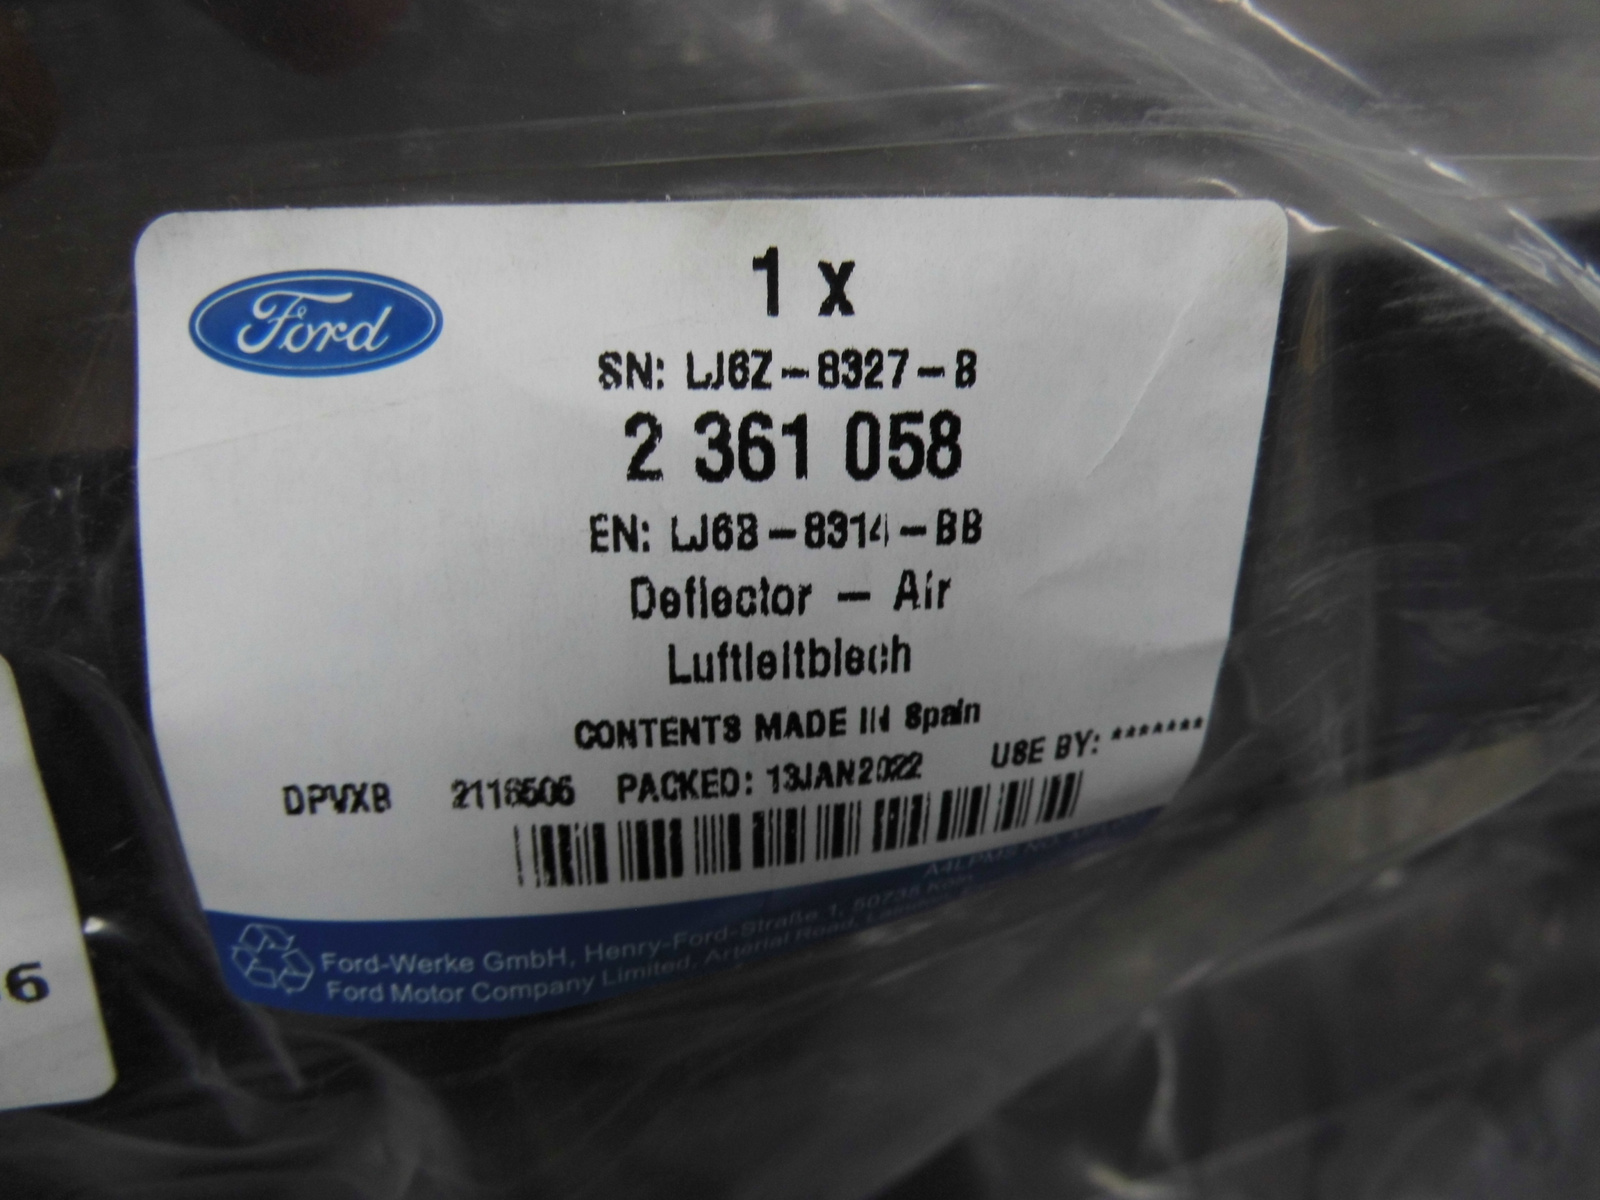 Ford
1 x
SN: LJ6Z-8327-B
2 361 058
EN: LJ6B-8314-BB
Deflector - Air
Luftleitblech
CONTENTS MADE IN Spain
DPVXB 2116505 PACKED: 13JAN2022 USE BY: *******
A4LPMS NO.
Ford-Werke GmbH, Henry-Ford-Straße 1, 50735 Köln
Ford Motor Company Limited, Arterial Road,
6